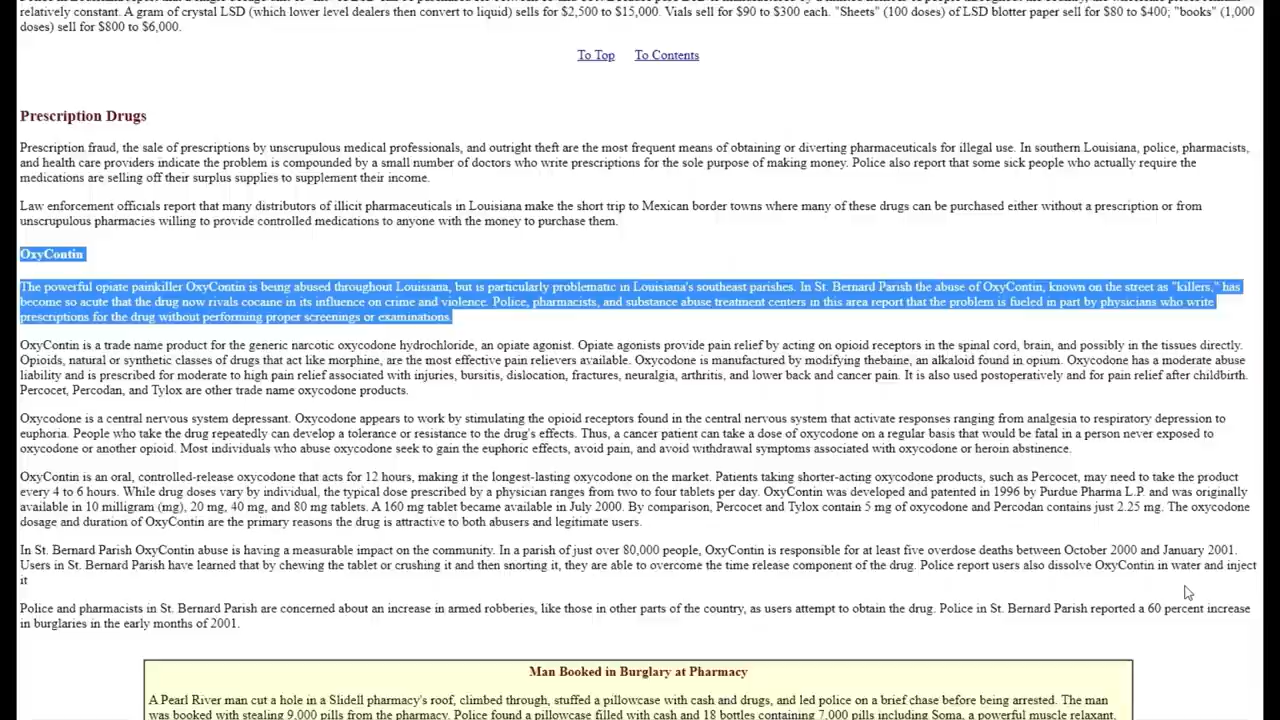 relatively constant. A gram of crystal LSD (which lower level dealers then convert to liquid) sells for $2,500 to $15,000. Vials sell for $90 to $300 each. "Sheets" (100 doses) of LSD blotter paper sell for $80 to $400; "books" (1,000
doses) sell for $800 to $6,000.
To Top To Contents
Prescription Drugs
Prescription fraud, the sale of prescriptions by unscrupulous medical professionals, and outright theft are the most frequent means of obtaining or diverting pharmaceuticals for illegal use. In southern Louisiana, police, pharmacists,
and health care providers indicate the problem is compounded by a small number of doctors who write prescriptions for the sole purpose of making money. Police also report that some sick people who actually require the
medications are selling off their surplus supplies to supplement their income.
Law enforcement officials report that many distributors of illicit pharmaceuticals in Louisiana make the short trip to Mexican border towns where many of these drugs can be purchased either without a prescription or from
unscrupulous pharmacies willing to provide controlled medications to anyone with the money to purchase them.
OxyContin
The powerful opiate painkiller OxyContin is being abused throughout Louisiana, but is particularly problematic in Louisiana's southeast parishes. In St. Bernard Parish the abuse of OxyContin, known on the street as "killers," has
become so acute that the drug now rivals cocaine in its influence on crime and violence. Police, pharmacists, and substance abuse treatment centers in this area report that the problem is fueled in part by physicians who write
prescriptions for the drug without performing proper screenings or examinations.
OxyContin is a trade name product for the generic narcotic oxycodone hydrochloride, an opiate agonist. Opiate agonists provide pain relief by acting on opioid receptors in the spinal cord, brain, and possibly in the tissues directly.
Opioids, natural or synthetic classes of drugs that act like morphine, are the most effective pain relievers available. Oxycodone is manufactured by modifying thebaine, an alkaloid found in opium. Oxycodone has a moderate abuse
liability and is prescribed for moderate to high pain relief associated with injuries, bursitis, dislocation, fractures, neuralgia, arthritis, and lower back and cancer pain. It is also used postoperatively and for pain relief after childbirth.
Percocet, Percodan, and Tylox are other trade name oxycodone products.
Oxycodone is a central nervous system depressant. Oxycodone appears to work by stimulating the opioid receptors found in the central nervous system that activate responses ranging from analgesia to respiratory depression to
euphoria. People who take the drug repeatedly can develop a tolerance or resistance to the drug's effects. Thus, a cancer patient can take a dose of oxycodone on a regular basis that would be fatal in a person never exposed to
oxycodone or another opioid. Most individuals who abuse oxycodone seek to gain the euphoric effects, avoid pain, and avoid withdrawal symptoms associated with oxycodone or heroin abstinence.
OxyContin is an oral, controlled-release oxycodone that acts for 12 hours, making it the longest-lasting oxycodone on the market. Patients taking shorter-acting oxycodone products, such as Percocet, may need to take the product
every 4 to 6 hours. While drug doses vary by individual, the typical dose prescribed by a physician ranges from two to four tablets per day. OxyContin was developed and patented in 1996 by Purdue Pharma L.P. and was originally
available in 10 milligram (mg), 20 mg, 40 mg, and 80 mg tablets. A 160 mg tablet became available in July 2000. By comparison, Percocet and Tylox contain 5 mg of oxycodone and Percodan contains just 2.25 mg. The oxycodone
dosage and duration of OxyContin are the primary reasons the drug is attractive to both abusers and legitimate users.
In St. Bernard Parish OxyContin abuse is having a measurable impact on the community. In a parish of just over 80,000 people, OxyContin is responsible for at least five overdose deaths between October 2000 and January 2001.
Users in St. Bernard Parish have learned that by chewing the tablet or crushing it and then snorting it, they are able to overcome the time release component of the drug. Police report users also dissolve OxyContin in water and inject
it
Police and pharmacists in St. Bernard Parish are concerned about an increase in armed robberies, like those in other parts of the country, as users attempt to obtain the drug. Police in St. Bernard Parish reported a 60 percent increase
in burglaries in the early months of 2001.
Man Booked in Burglary at Pharmacy
A Pearl River man cut a hole in a Slidell pharmacy's roof, climbed through, stuffed a pillowcase with cash and drugs, and led police on a brief chase before being arrested. The man
was booked with stealing 9,000 pills from the pharmacy. Police found a pillowcase filled with cash and 18 bottles containing 7,000 pills including Soma, a powerful muscle relaxant,